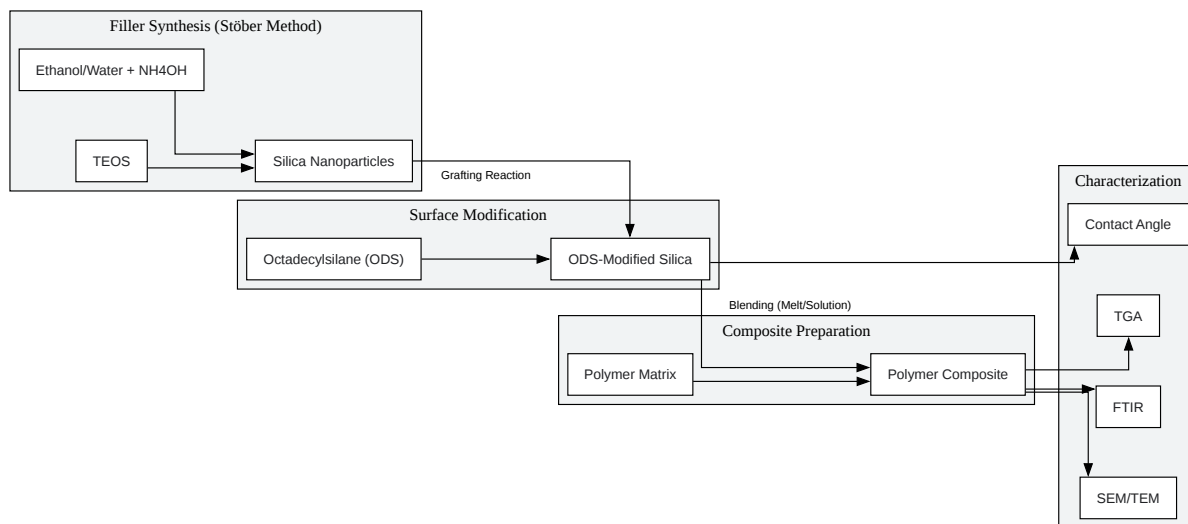 Filler Synthesis (Stöber Method)
Ethanol/Water + NH4OH
TEOS
Silica Nanoparticles
Grafting Reaction
Surface Modification
Octadecylsilane (ODS)
ODS-Modified Silica
Blending (Melt/Solution)
Composite Preparation
Polymer Matrix
Polymer Composite
Characterization
Contact Angle
TGA
FTIR
SEM/TEM